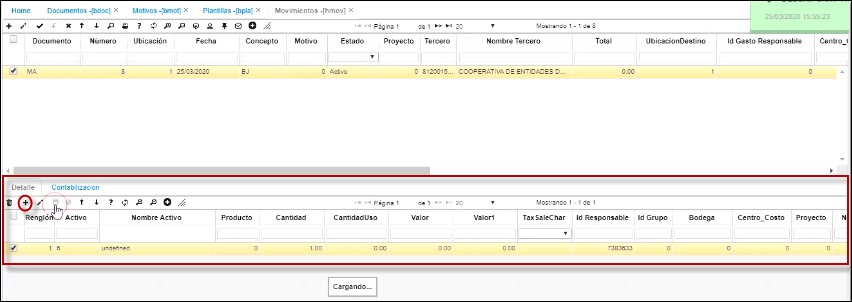 Home Documentos -[bdoc] Motivos -[bmot] Plantillas -[bpla] Movimientos -[hmov]
25/03/2020 15:55:23
Página 1 de 1 20 Mostrando 1 - 1 de 8
Documento Número Ubicación Fecha Concepto Motivo Estado Proyecto Tercero Nombre Tercero Total UbicacionDestino Id Gasto Responsable
MA 8 1 25/03/2020 BJ 0 Activo 0 8120015... COOPERATIVA DE ENTIDADES D... 0.00 1 0
Detalle Contabilización
Página 1 de 1 20 Mostrando 1 - 1 de 1
Renglon Activo Nombre Activo Producto Cantidad CantidadUso Valor Valor1 TaxSaleChar Id Responsable Id Grupo Bodega Centro_Costo Proyecto
1 6 undefined 0 1.00 0.00 0.00 0.00 7383633 0 0 0 0
Cargando...